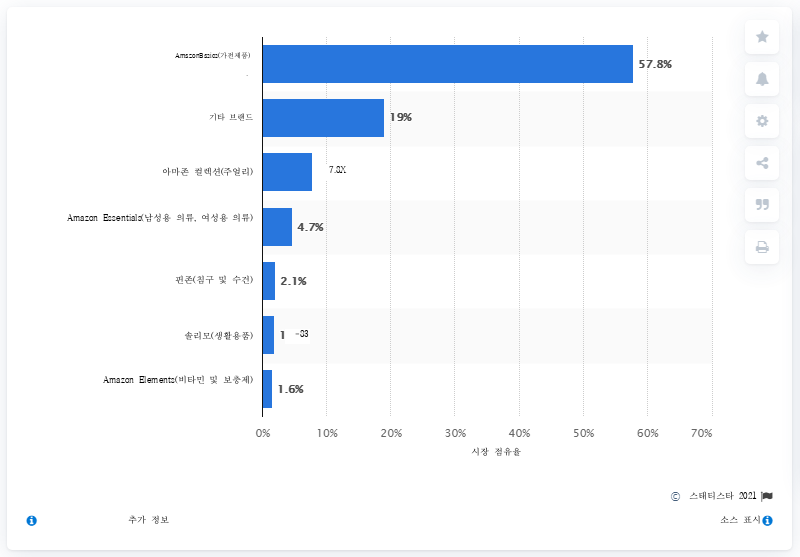 AmazonBasics(가전제품)
57.8%
기타 브랜드
19%
아마존 컬렉션(주얼리)
7.8X
Amazon Essentials(남성용 의류, 여성용 의류)
4.7%
핀존(침구 및 수건)
2.1%
솔리모(생활용품)
1 -83
Amazon Elements(비타민 및 보충제)
1.6%
0% 10% 20% 30% 40% 50% 60% 70%
시장 점유율
© 스태티스타 2021
추가 정보
소스 표시